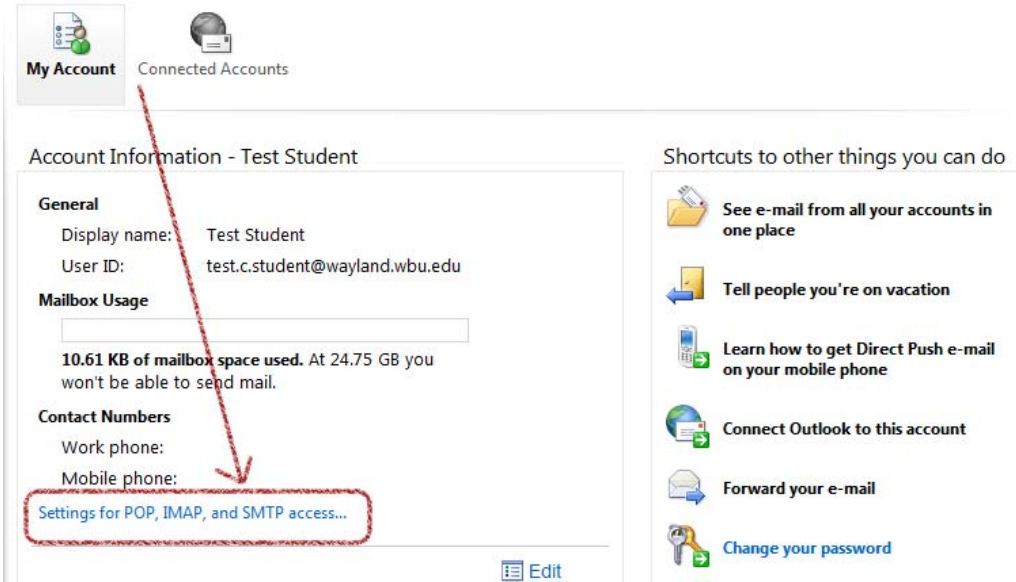 My Account
Connected Accounts
Account Information - Test Student
General
Display name: Test Student
User ID: test.c.student@wayland.wbu.edu
Mailbox Usage
10.61 KB of mailbox space used. At 24.75 GB you
won't be able to send mail.
Contact Numbers
Work phone:
Mobile phone:
Settings for POP, IMAP, and SMTP access...
Edit
Shortcuts to other things you can do
See e-mail from all your accounts in
one place
Tell people you're on vacation
Learn how to get Direct Push e-mail
on your mobile phone
Connect Outlook to this account
Forward your e-mail
Change your password